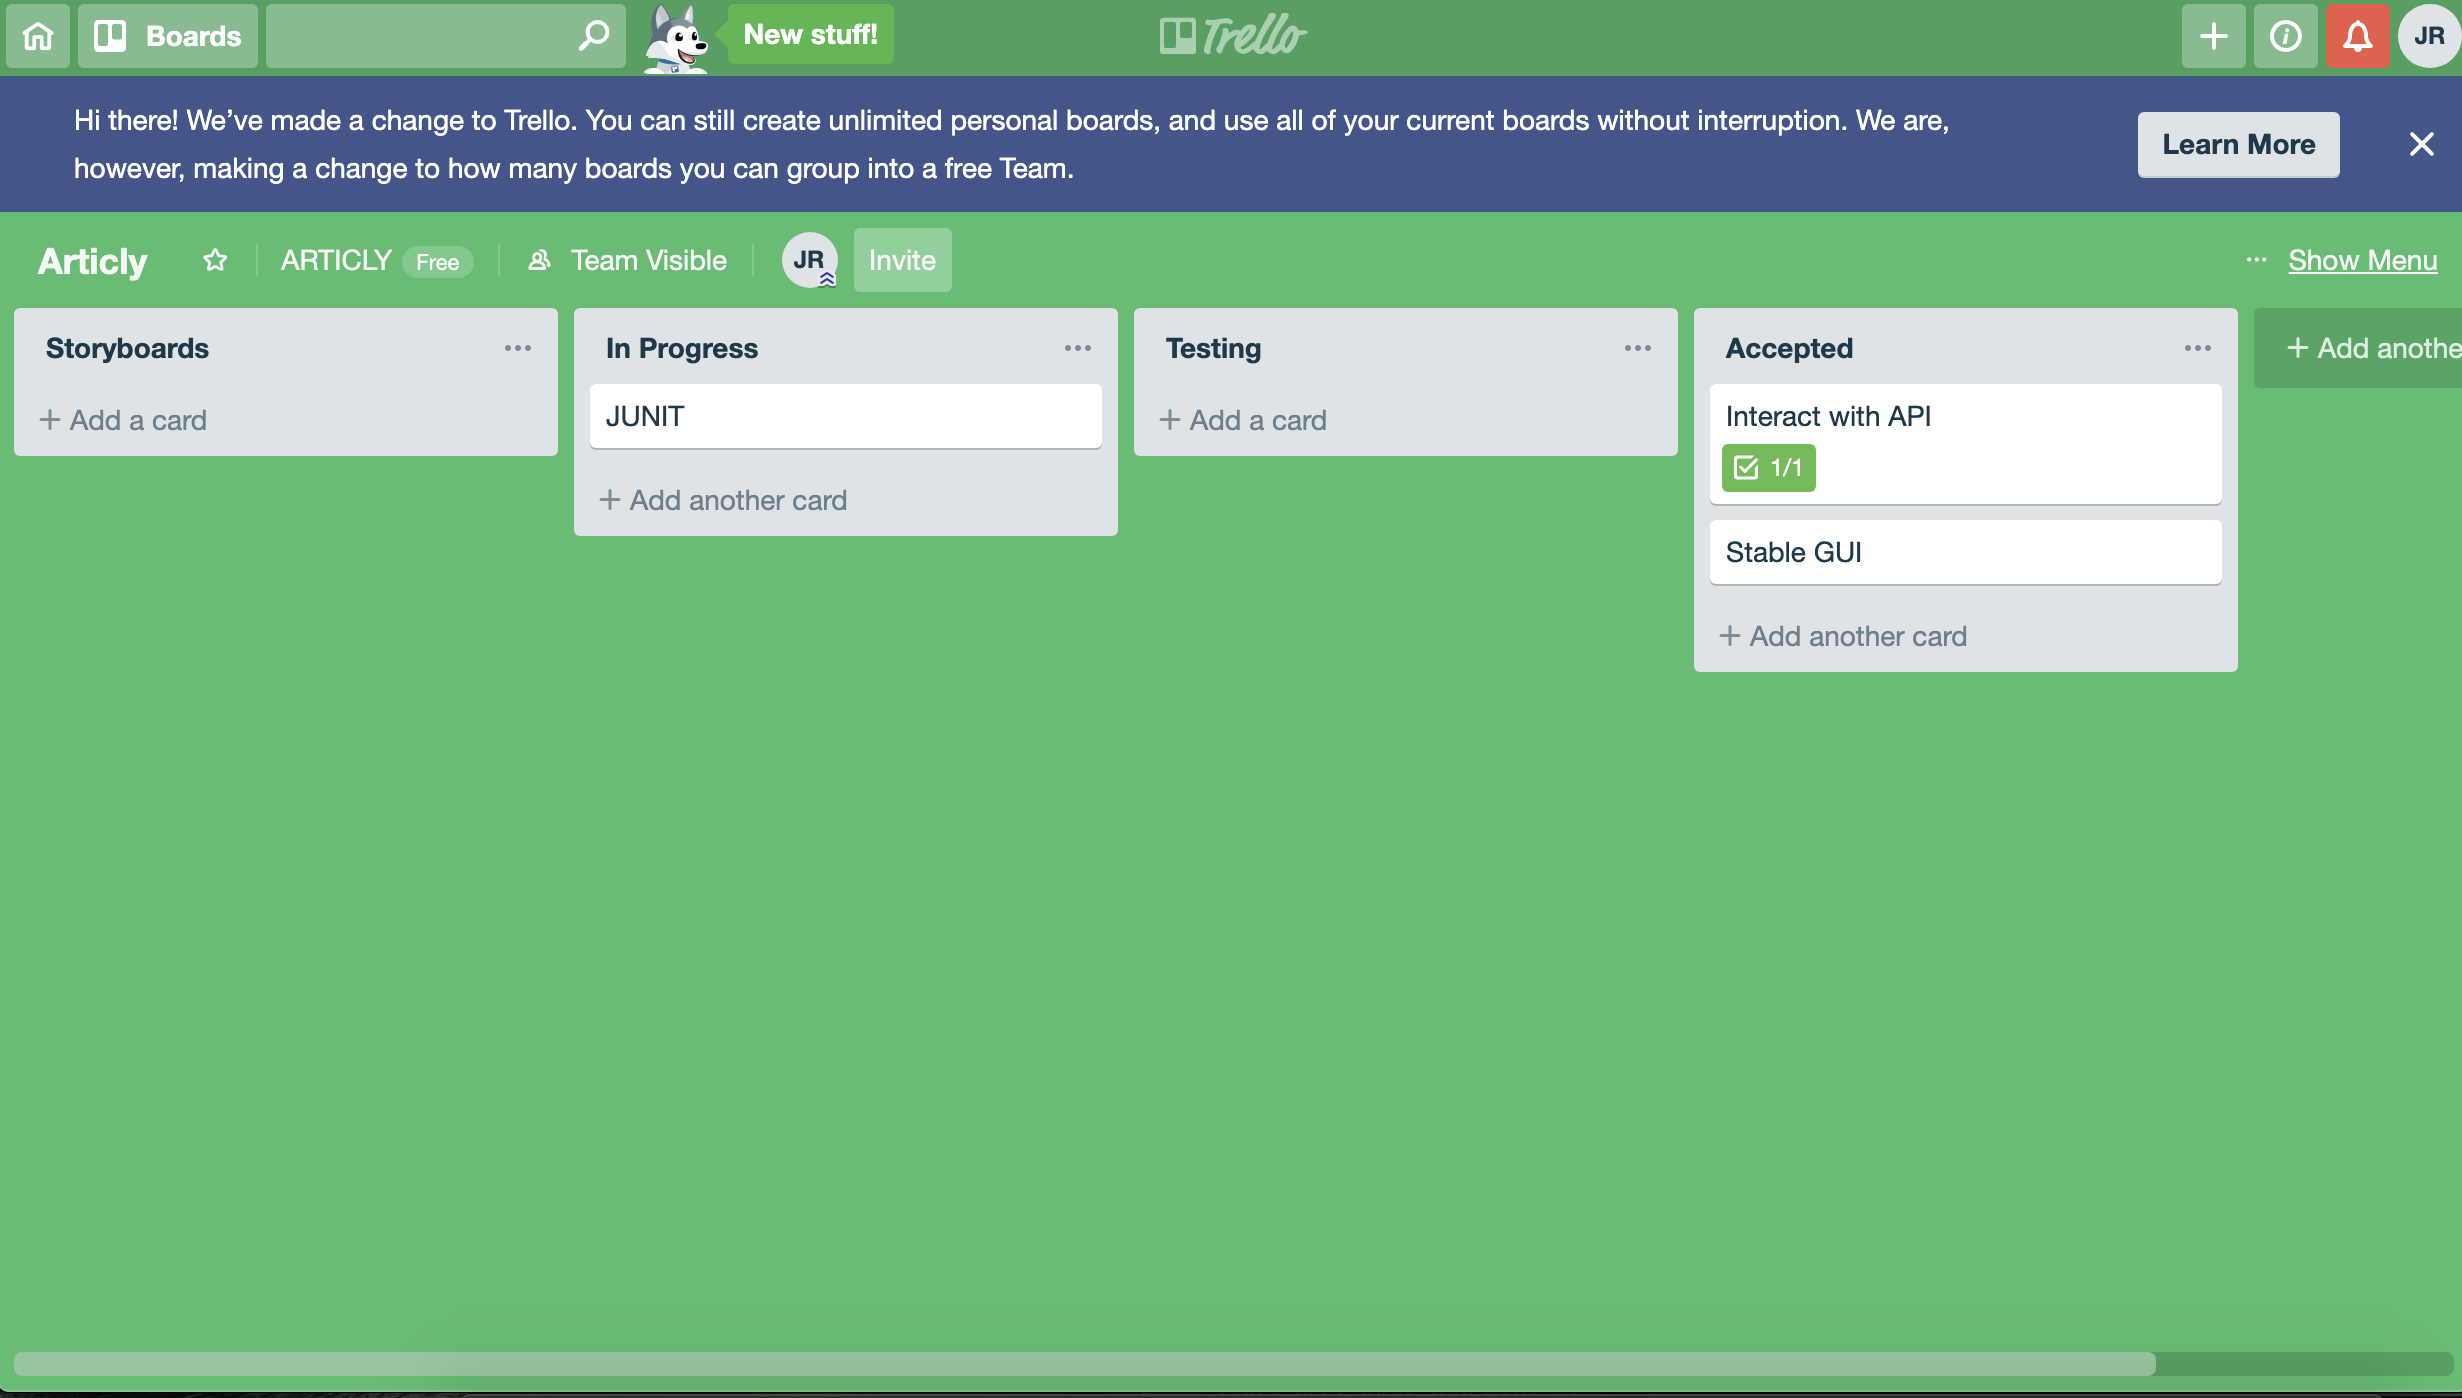 Boards
New stuff!
Trello
JR
Hi there! We’ve made a change to Trello. You can still create unlimited personal boards, and use all of your current boards without interruption. We are,
however, making a change to how many boards you can group into a free Team.
Learn More
Articly
ARTICLY
Free
Team Visible
JR
Invite
... Show Menu
Storyboards
+ Add a card
In Progress
JUNIT
+ Add another card
Testing
+ Add a card
Accepted
Interact with API
1/1
Stable GUI
+ Add another card
+ Add anothe